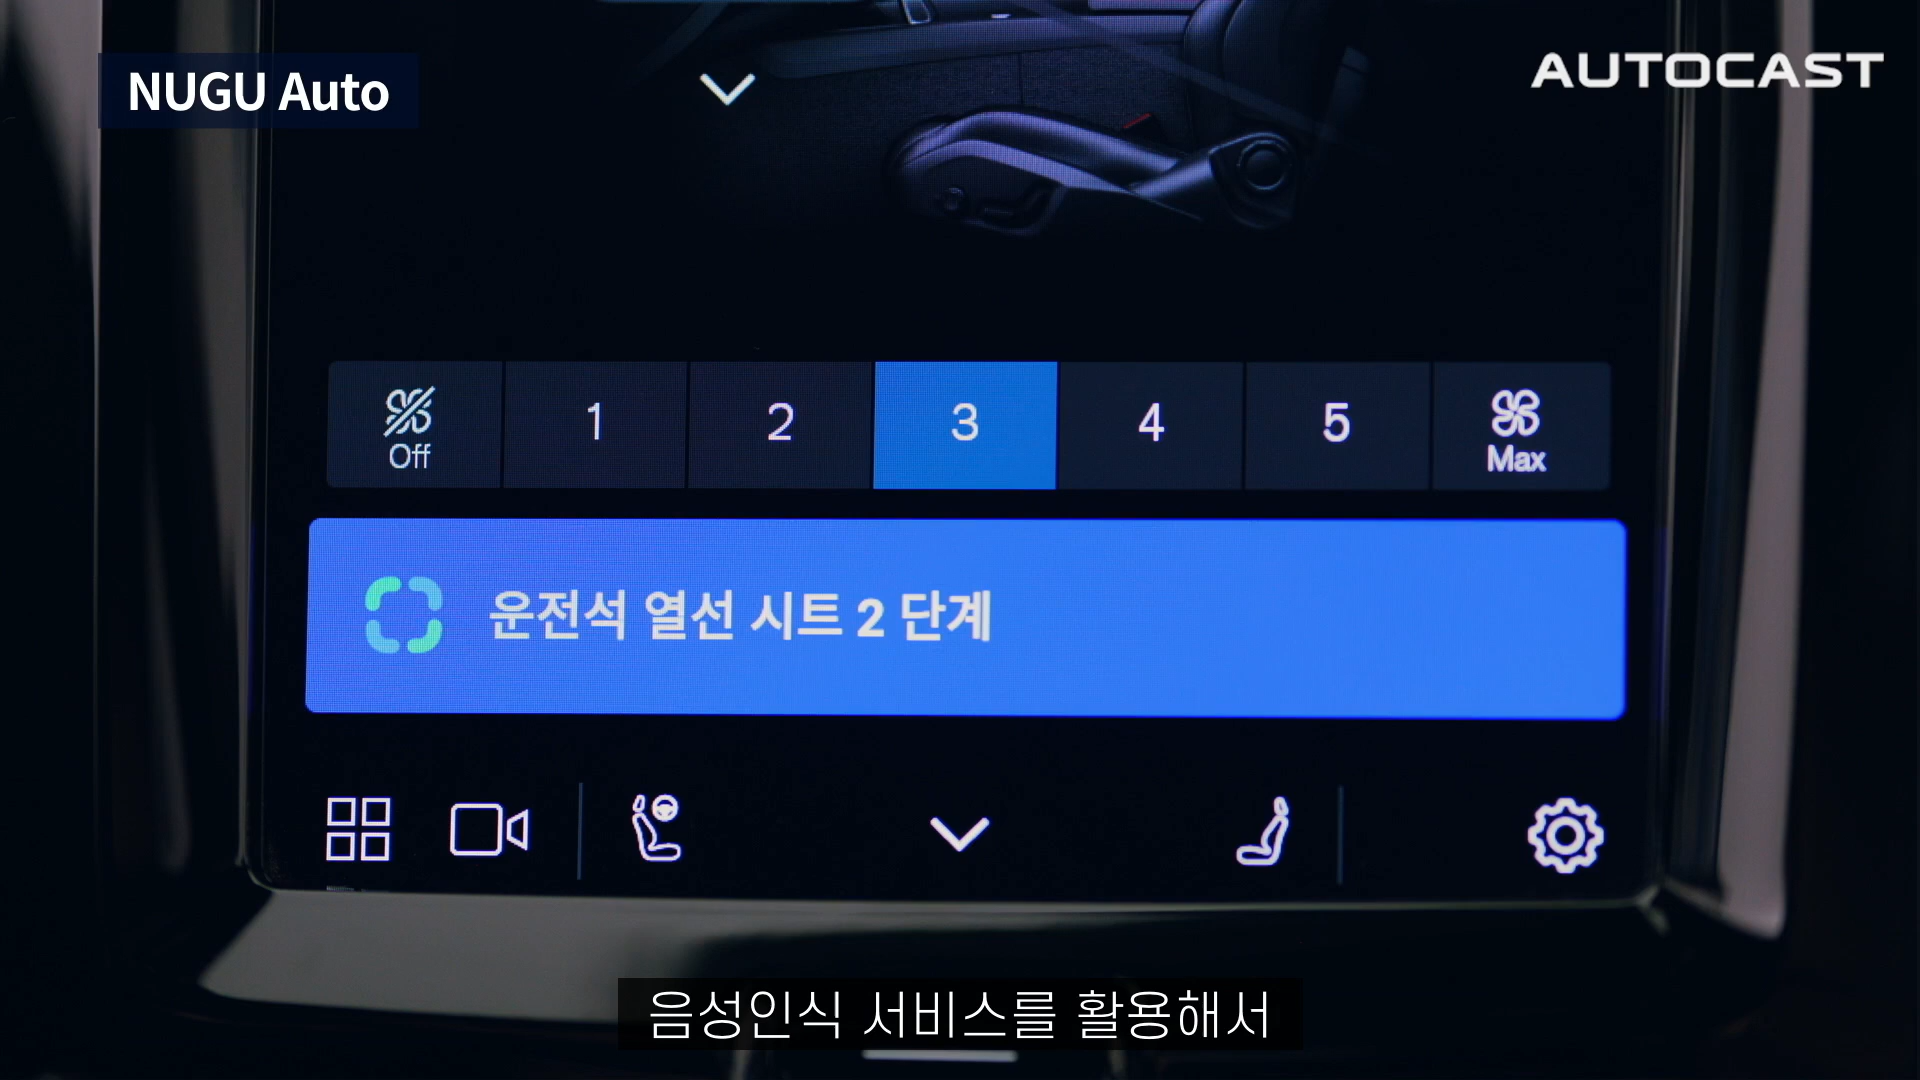 NUGU Auto
AUTOCAST
Off 1 2 3 4 5 Max
운전석 열선 시트 2 단계
음성인식 서비스를 활용해서